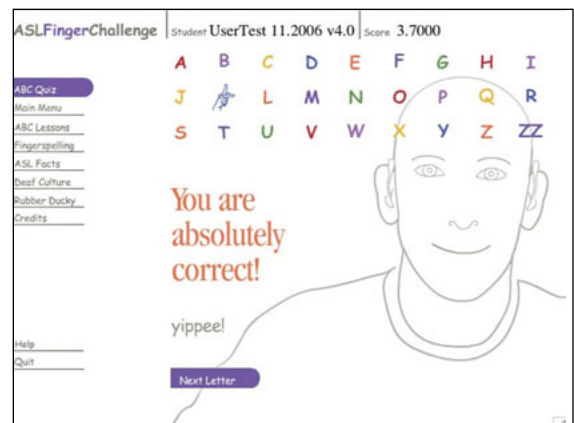 ASLFingerChallenge Student UserTest 11.2006 v4.0 Score 3.7000
A B C D E F G H I
J L M N O P Q R
S T U V W X Y Z ZZ
ABC Quiz
Main Menu
ABC Lessons
Fingerspelling
ASL Facts
Deaf Culture
Rubber Ducky
Credits
You are
absolutely
correct!
yippee!
Next Letter
Help
Quit